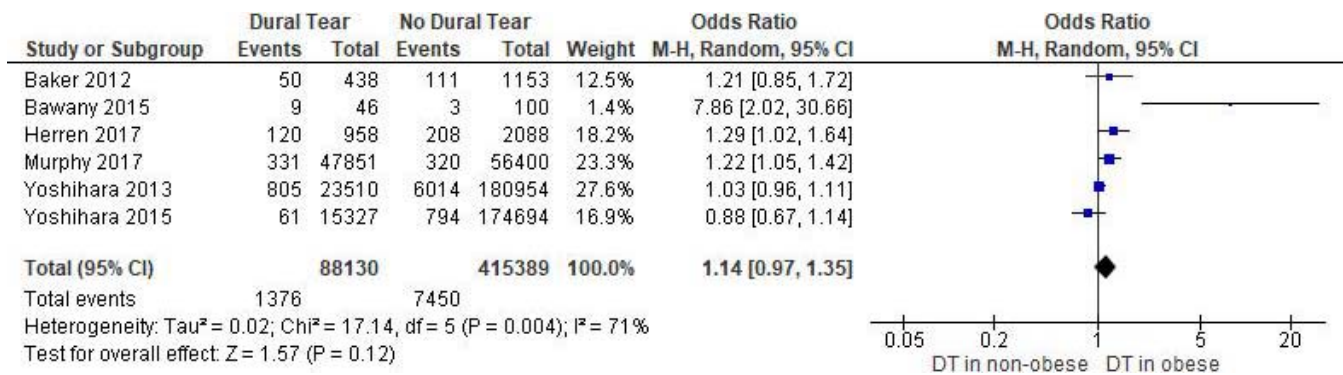 Dural Tear No Dural Tear Odds Ratio Odds Ratio
Study or Subgroup Events Total Events Total Weight M-H, Random, 95% CI M-H, Random, 95% CI
Baker 2012 50 438 111 1153 12.5% 1.21 [0.85, 1.72]
Bawany 2015 9 46 3 100 1.4% 7.86 [2.02, 30.66]
Herren 2017 120 958 208 2088 18.2% 1.29 [1.02, 1.64]
Murphy 2017 331 47851 320 56400 23.3% 1.22 [1.05, 1.42]
Yoshihara 2013 805 23510 6014 180954 27.6% 1.03 [0.96, 1.11]
Yoshihara 2015 61 15327 794 174694 16.9% 0.88 [0.67, 1.14]
Total (95% CI) 88130 415389 100.0% 1.14 [0.97, 1.35]
Total events 1376 7450
Heterogeneity: Tau² = 0.02; Chi² = 17.14, df = 5 (P = 0.004); I² = 71%
Test for overall effect: Z = 1.57 (P = 0.12)
0.05 0.2 1 5 20
DT in non-obese DT in obese